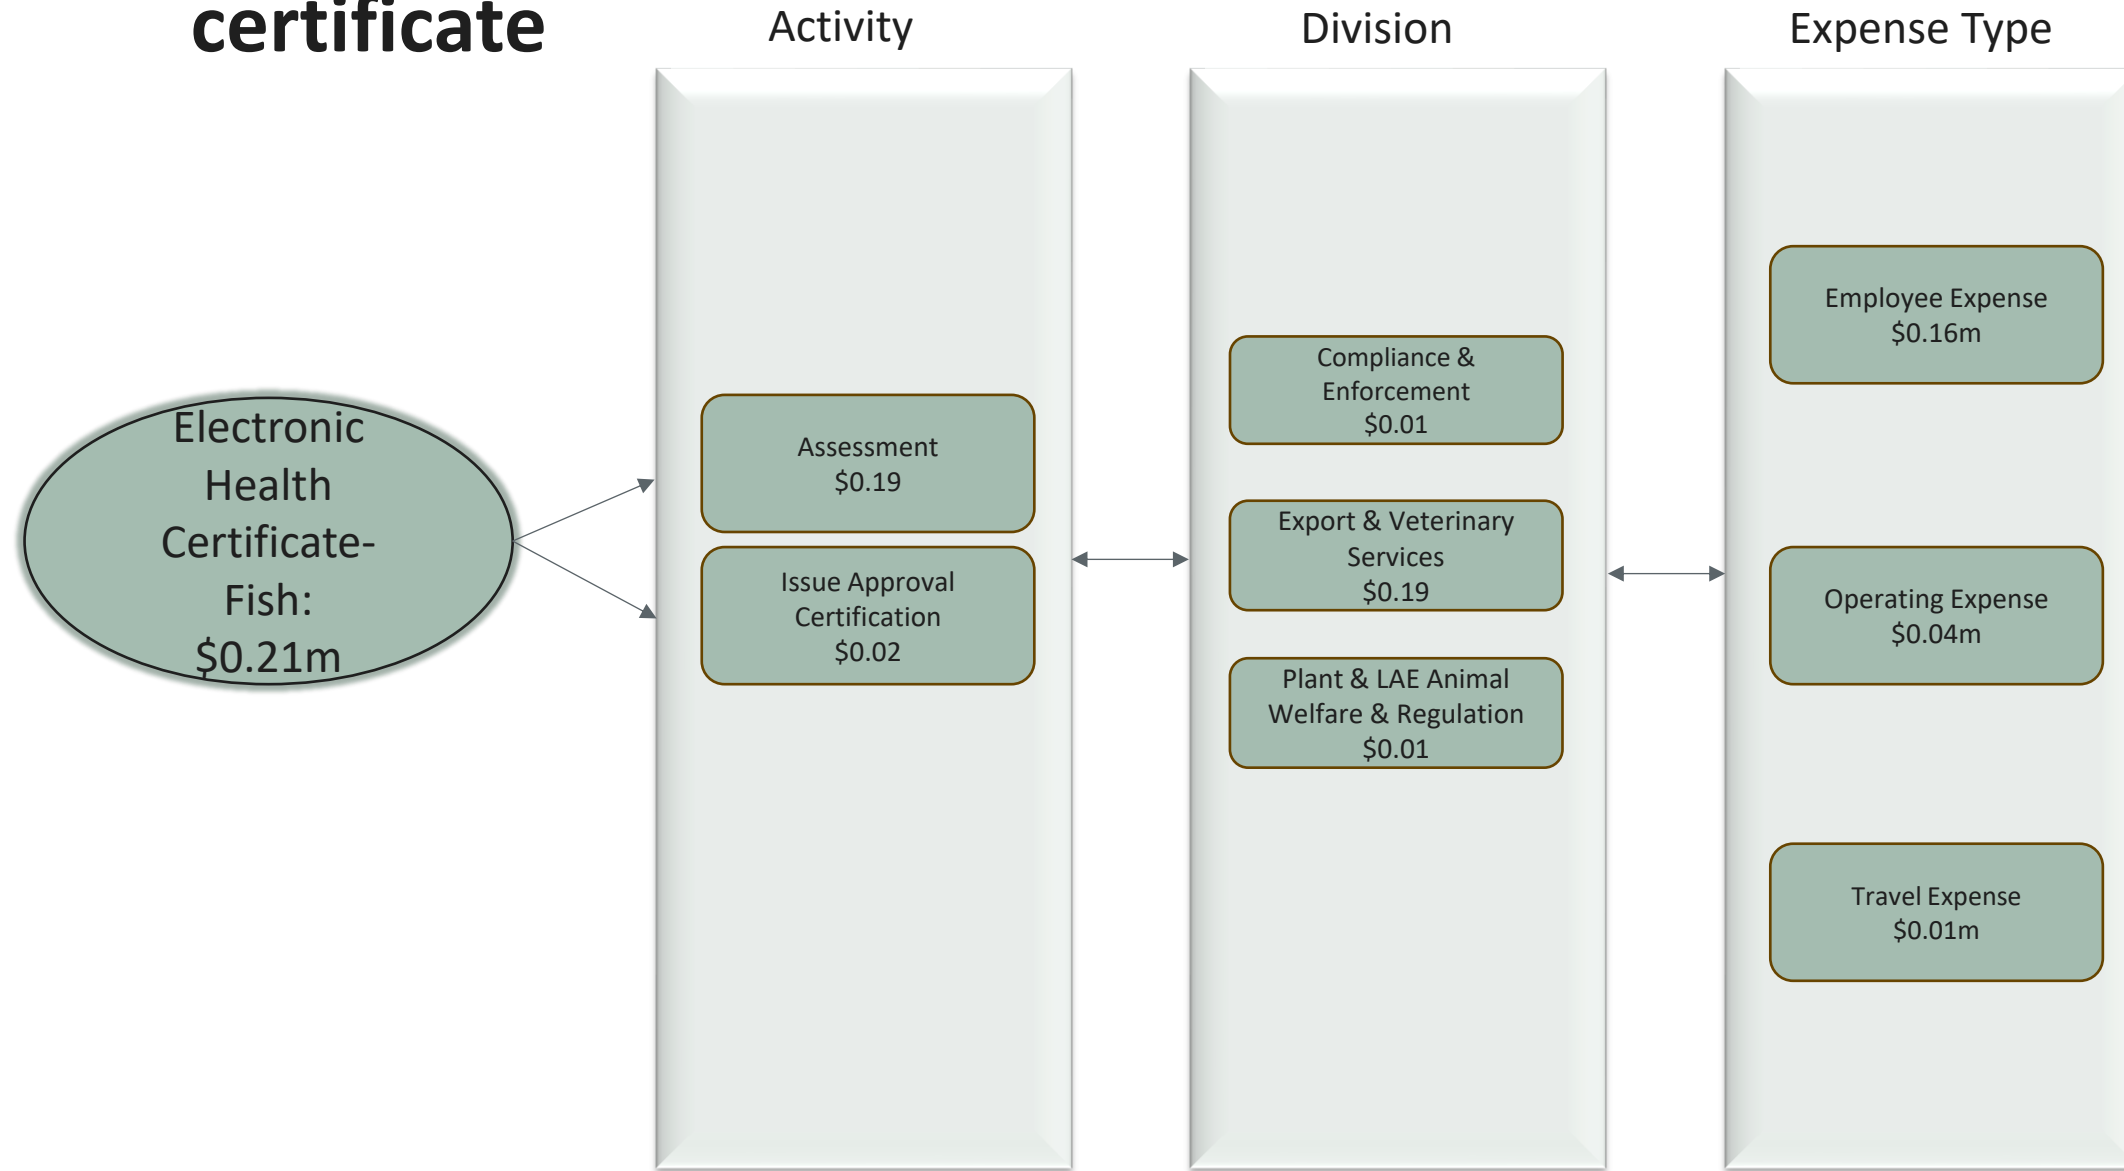 certificate
Activity
Division
Expense Type
Electronic
Health
Certificate-
Fish:
$0.21m
Assessment
$0.19
Issue Approval
Certification
$0.02
Compliance &
Enforcement
$0.01
Export & Veterinary
Services
$0.19
Plant & LAE Animal
Welfare & Regulation
$0.01
Employee Expense
$0.16m
Operating Expense
$0.04m
Travel Expense
$0.01m